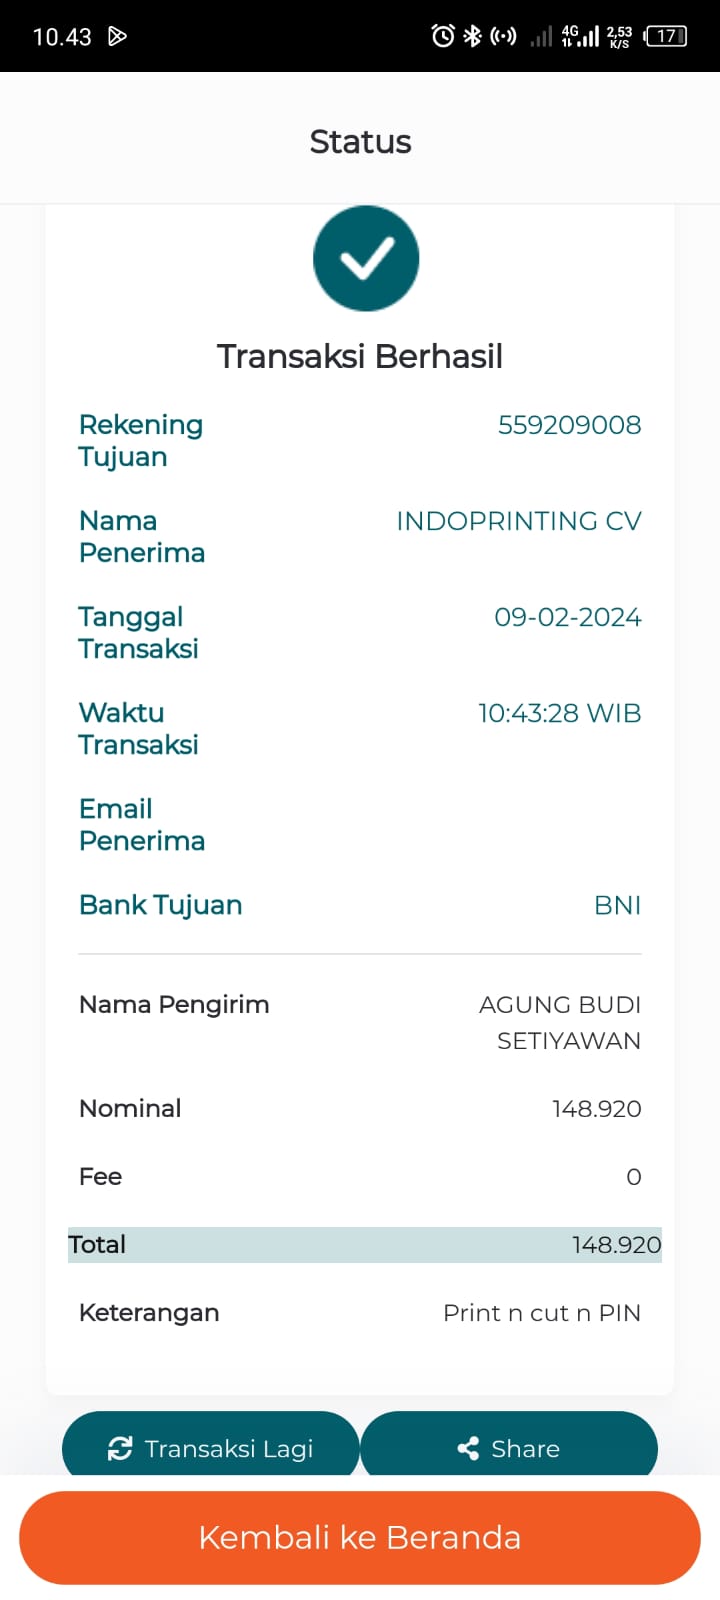 10.43
4G
2,53
K/S
17
Status
Transaksi Berhasil
Rekening 559209008
Tujuan
Nama INDOPRINTING CV
Penerima
Tanggal 09-02-2024
Transaksi
Waktu 10:43:28 WIB
Transaksi
Email
Penerima
Bank Tujuan BNI
Nama Pengirim AGUNG BUDI
SETIYAWAN
Nominal 148.920
Fee 0
Total 148.920
Keterangan Print n cut n PIN
Transaksi Lagi Share
Kembali ke Beranda